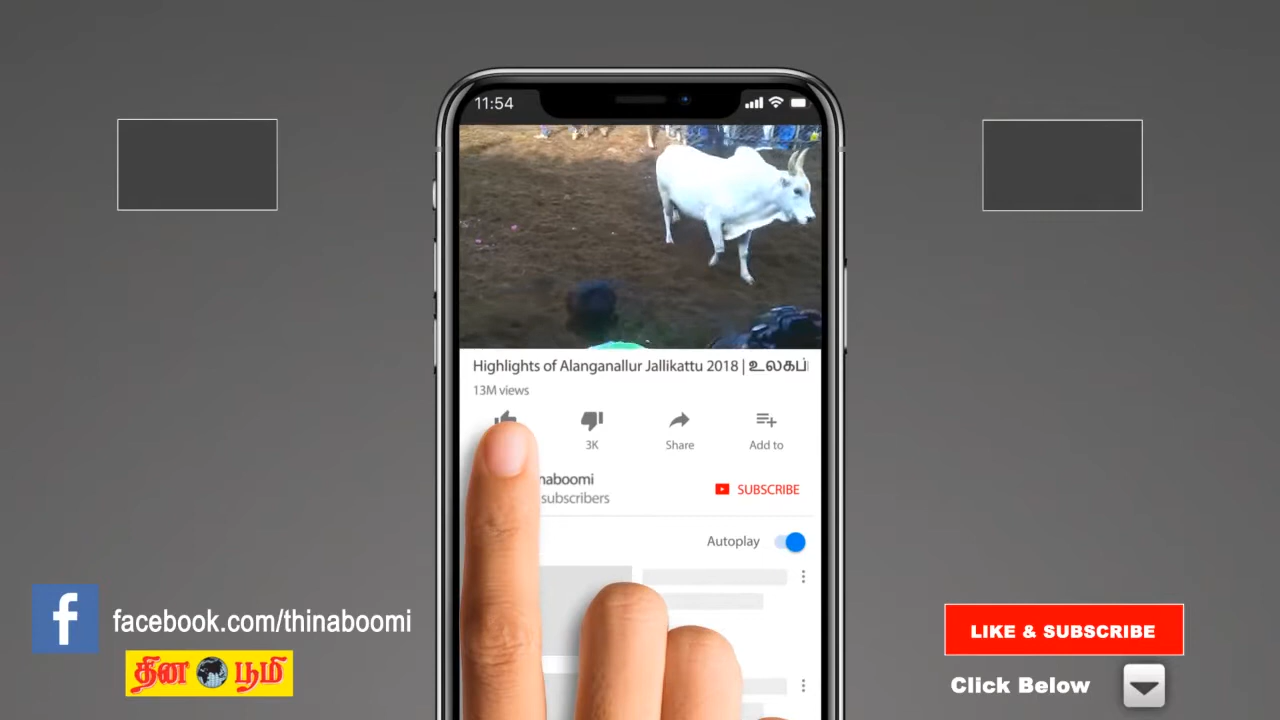 11:54
Highlights of Alanganallur Jallikattu 2018 | உலகப்
13M views
3K
Share
Add to
naboomi
subscribers
SUBSCRIBE
Autoplay
facebook.com/thinaboomi
தின பூமி
LIKE & SUBSCRIBE
Click Below